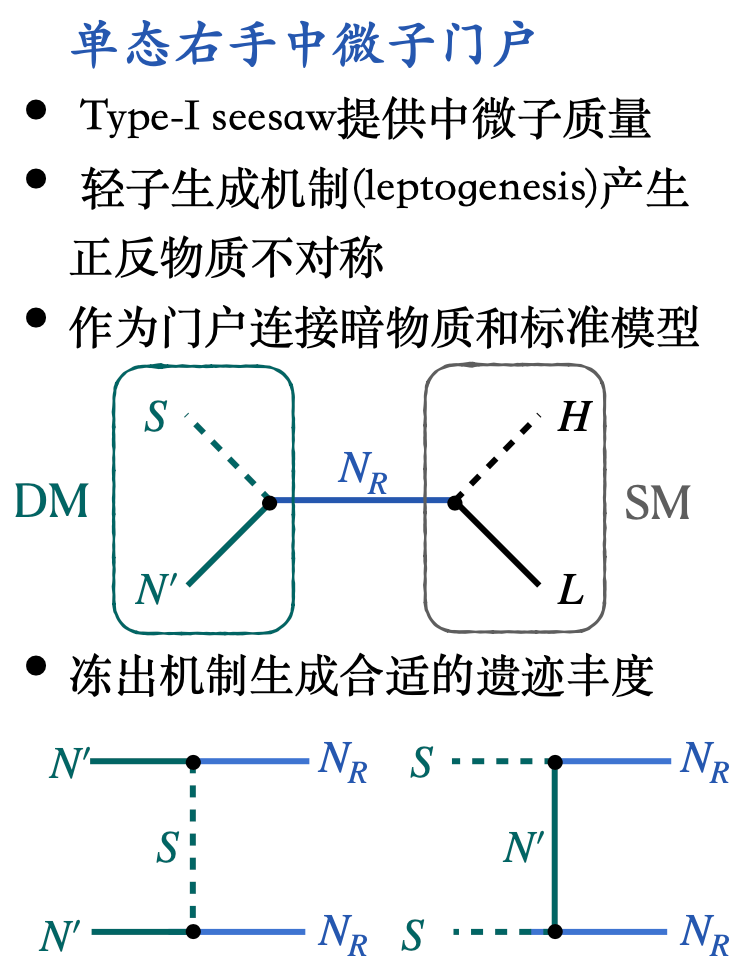 单态右手中微子门户
• Type-I seesaw提供中微子质量
• 轻子生成机制(leptogenesis)产生
正反物质不对称
• 作为门户连接暗物质和标准模型
S
H
N_R
DM
SM
N′
L
• 冻出机制生成合适的遗迹丰度
N′ N_R S N_R
S N′
N′ N_R S N_R